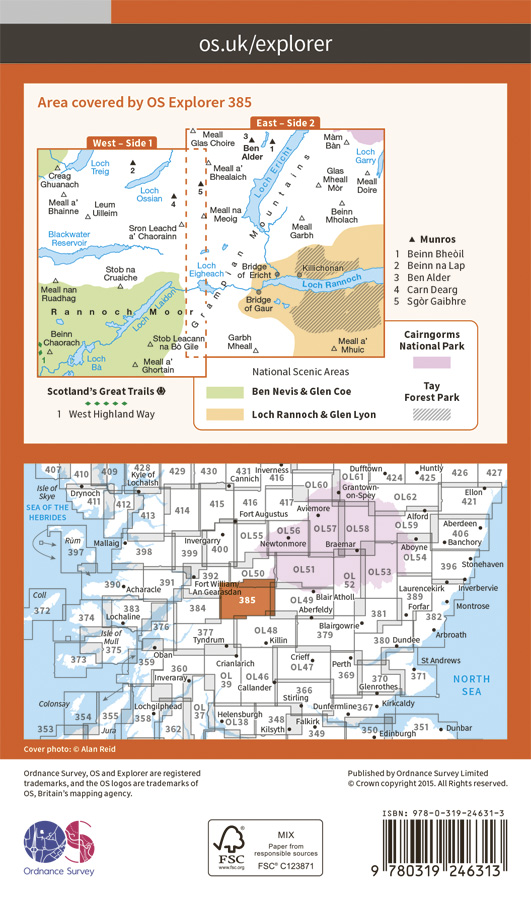 os.uk/explorer
Area covered by OS Explorer 385
West – Side 1
East – Side 2
Creag
Ghuanach
Loch
Treig
2
Meall a'
Bhainne
Leum
Uilleim
Loch
Ossian
4
Sron Leachd
a' Chaorainn
Blackwater
Reservoir
Stob na
Cruaiche
Meall nan
Ruadhag
Rannoch Moor
Loch Laidon
Beinn
Chaorach
1
Loch
Bà
Stob Leacann
na Bò Gile
Meall a'
Ghortain
Meall
Glas Choire
3
Ben
Alder
1
Meall a'
Bhealaich
5
Loch Ericht
Meall na
Meoig
Màm
Bàn
Loch
Garry
Glas
Mheall
Mòr
Meall
Doire
Beinn
Mholach
Meall
Garbh
Grampian Mountains
Loch
Eigheach
Bridge
of Ericht
Killichonan
Loch Rannoch
Bridge
of Gaur
Garbh
Mheall
Meall a'
Mhuic
Munros
1 Beinn Bheòil
2 Beinn na Lap
3 Ben Alder
4 Carn Dearg
5 Sgòr Gaibhre
Scotland's Great Trails
1 West Highland Way
National Scenic Areas
Ben Nevis & Glen Coe
Loch Rannoch & Glen Lyon
Cairngorms
National Park
Tay
Forest Park
407 410 409 428 429 430 431 Inverness Dufftown Huntly 426 427
Kyle of
Lochalsh
Cannich
416
OL60
OL61
424
425
Isle of
Skye
Drynoch
411
412
413
414
415
416
417
Grantown-
on-Spey
OL62
Ellon
421
SEA OF THE
HEBRIDES
Fort Augustus
Aviemore
Alford
Rùm
397
Mallaig
398
Invergarry
399
400
OL55
OL56
Newtonmore
OL57
OL58
Braemar
OL59
Aboyne
OL54
Aberdeen
406
Banchory
390
Acharacle
391
392
Fort William/
An Gearasdan
OL50
OL51
OL
52
OL53
396
Stonehaven
Coll
372
374
383
Lochaline
384
385
OL49
Blair Atholl
Aberfeldy
Laurencekirk
389
Forfar
Inverbervie
Montrose
382
381
Isle of
Mull
375
376
377
Tyndrum
OL48
Killin
Blairgowrie
379
380
Dundee
Arbroath
373
359
Oban
Crianlarich
Crieff
OL47
Perth
369
St Andrews
371
360
Inveraray
OL
39
OL46
Callander
366
Stirling
370
Glenrothes
NORTH
SEA
Colonsay
353
354
355
Jura
Lochgilphead
358
362
OL
37
Helensburgh
OL38
348
Kilsyth
Falkirk
349
Dunfermline
367
Kirkcaldy
350
Edinburgh
351
Dunbar
Cover photo: © Alan Reid
Ordnance Survey, OS and Explorer are registered
trademarks, and the OS logos are trademarks of
OS, Britain's mapping agency.
Published by Ordnance Survey Limited
© Crown copyright 2015. All Rights reserved.
OS
Ordnance Survey
FSC
www.fsc.org
MIX
Paper from
responsible sources
FSC® C123871
ISBN: 978-0-319-24631-3
9 780319 246313